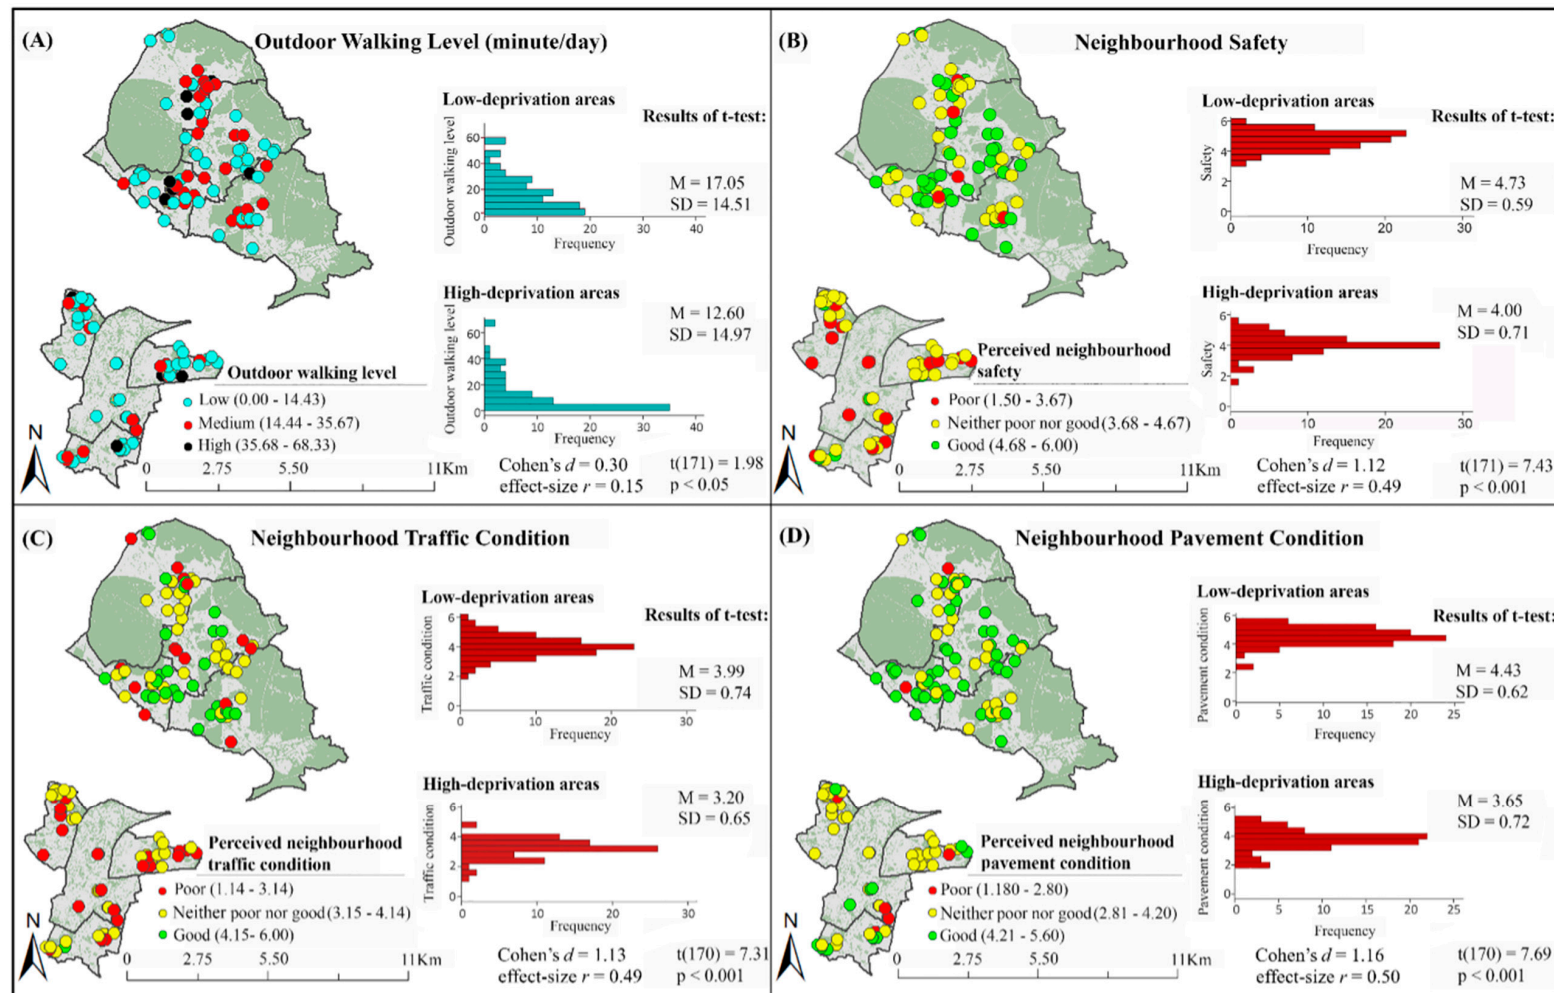 (A)
Outdoor Walking Level (minute/day)
Low-deprivation areas
Results of t-test:
Outdoor walking level
60
40
20
0
0 10 20 30 40
Frequency
M = 17.05
SD = 14.51
High-deprivation areas
Outdoor walking level
60
40
20
0
0 10 20 30 40
Frequency
M = 12.60
SD = 14.97
Outdoor walking level
Low (0.00 - 14.43)
Medium (14.44 - 35.67)
High (35.68 - 68.33)
N
0 2.75 5.50 11Km
Cohen's d = 0.30
effect-size r = 0.15
t(171) = 1.98
p < 0.05
(B)
Neighbourhood Safety
Low-deprivation areas
Results of t-test:
Safety
6
4
2
0
0 10 20 30
Frequency
M = 4.73
SD = 0.59
High-deprivation areas
Safety
6
4
2
0
0 10 20 30
Frequency
M = 4.00
SD = 0.71
Perceived neighbourhood
safety
Poor (1.50 - 3.67)
Neither poor nor good (3.68 - 4.67)
Good (4.68 - 6.00)
N
0 2.75 5.50 11Km
Cohen's d = 1.12
effect-size r = 0.49
t(171) = 7.43
p < 0.001
(C)
Neighbourhood Traffic Condition
Low-deprivation areas
Results of t-test:
Traffic condition
6
4
2
0
0 10 20 30
Frequency
M = 3.99
SD = 0.74
High-deprivation areas
Traffic condition
6
4
2
0
0 10 20 30
Frequency
M = 3.20
SD = 0.65
Perceived neighbourhood
traffic condition
Poor (1.14 - 3.14)
Neither poor nor good (3.15 - 4.14)
Good (4.15- 6.00)
N
0 2.75 5.50 11Km
Cohen's d = 1.13
effect-size r = 0.49
t(170) = 7.31
p < 0.001
(D)
Neighbourhood Pavement Condition
Low-deprivation areas
Results of t-test:
Pavement condition
6
4
2
0
0 5 10 15 20 25
Frequency
M = 4.43
SD = 0.62
High-deprivation areas
Pavement condition
6
4
2
0
0 5 10 15 20 25
Frequency
M = 3.65
SD = 0.72
Perceived neighbourhood
pavement condition
Poor (1.180 - 2.80)
Neither poor nor good (2.81 - 4.20)
Good (4.21 - 5.60)
N
0 2.75 5.50 11Km
Cohen's d = 1.16
effect-size r = 0.50
t(170) = 7.69
p < 0.001